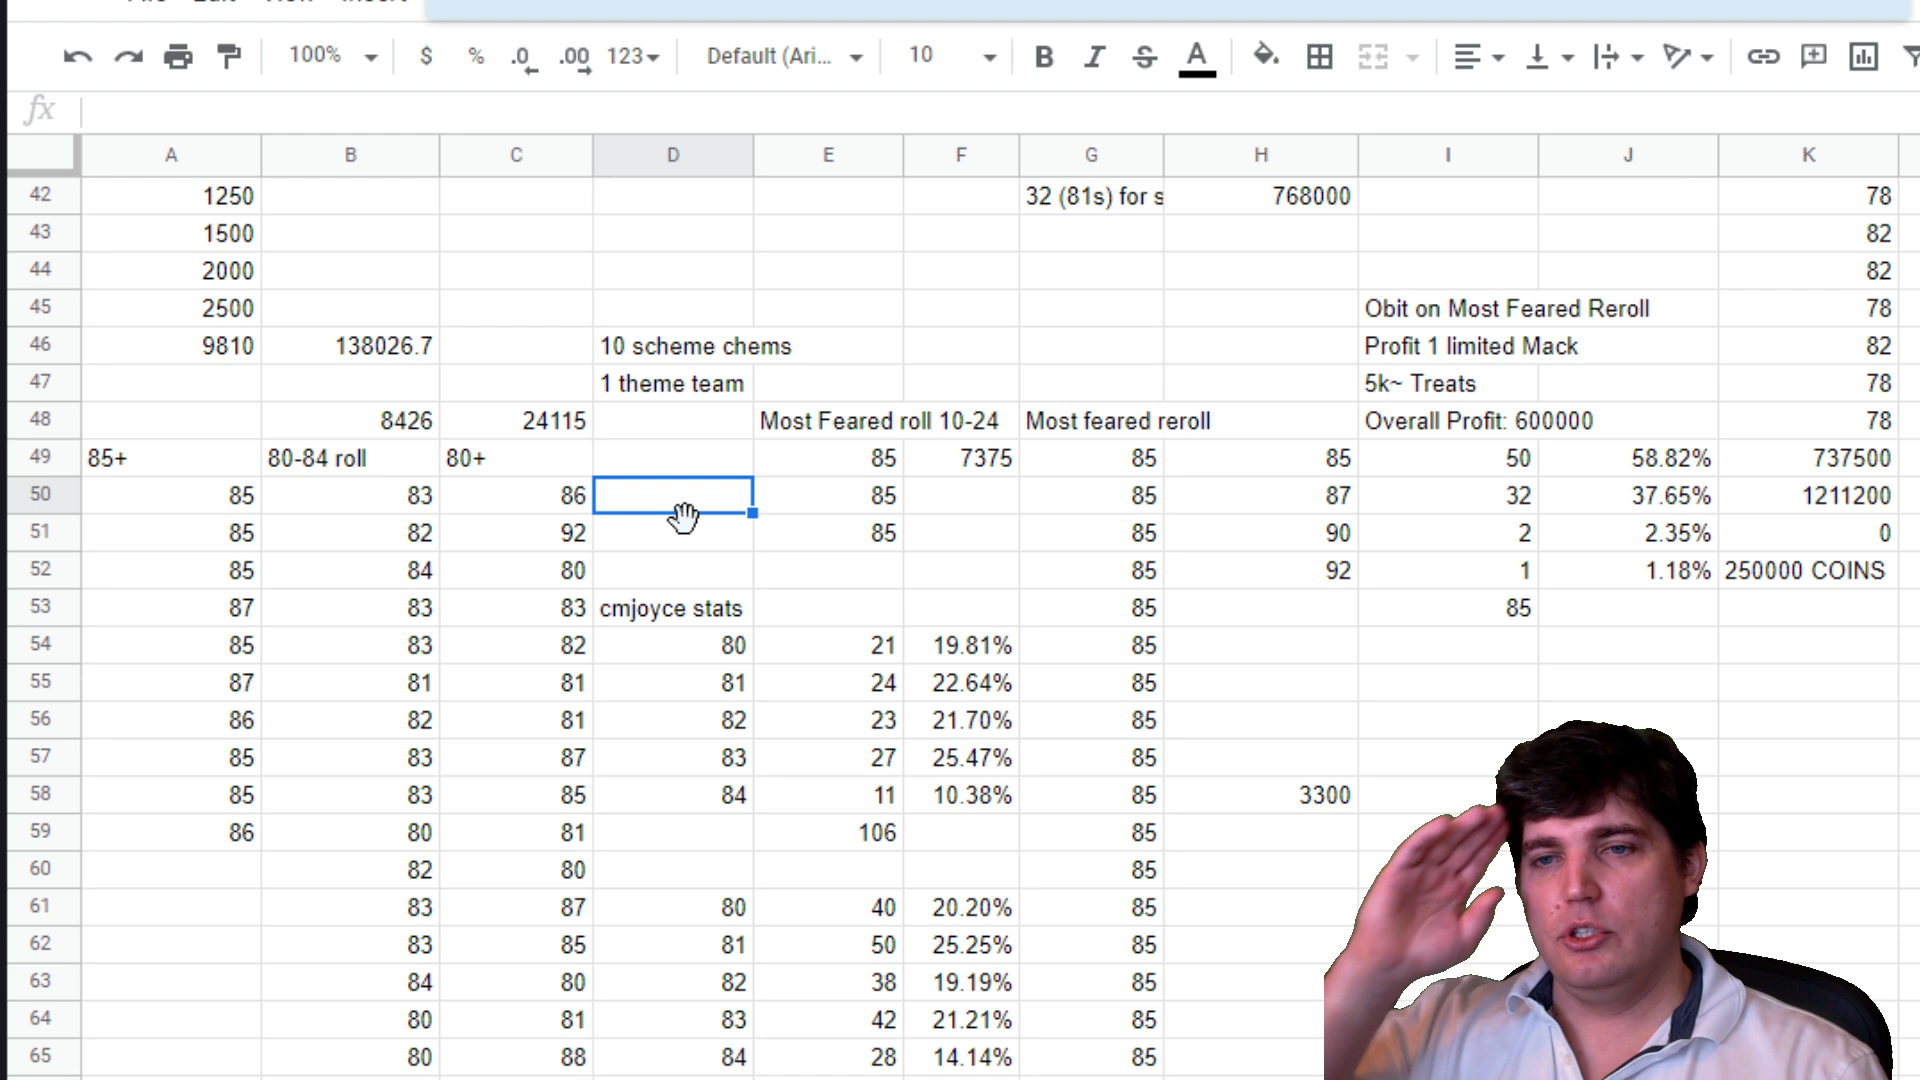 100% $ % .0 .00 123 Default (Ari... 10 B I S A
fx
A B C D E F G H I J K
42 1250 32 (81s) for s 768000 78
43 1500 82
44 2000 82
45 2500 Obit on Most Feared Reroll 78
46 9810 138026.7 10 scheme chems Profit 1 limited Mack 82
47 1 theme team 5k~ Treats 78
48 8426 24115 Most Feared roll 10-24 Most feared reroll Overall Profit: 600000 78
49 85+ 80-84 roll 80+ 85 7375 85 85 50 58.82% 737500
50 85 83 86 85 85 87 32 37.65% 1211200
51 85 82 92 85 85 90 2 2.35% 0
52 85 84 80 85 92 1 1.18% 250000 COINS
53 87 83 83 cmjoyce stats 85 85
54 85 83 82 80 21 19.81% 85
55 87 81 81 81 24 22.64% 85
56 86 82 81 82 23 21.70% 85
57 85 83 87 83 27 25.47% 85
58 85 83 85 84 11 10.38% 85 3300
59 86 80 81 106 85
60 82 80 85
61 83 87 80 40 20.20% 85
62 83 85 81 50 25.25% 85
63 84 80 82 38 19.19% 85
64 80 81 83 42 21.21% 85
65 80 88 84 28 14.14% 85